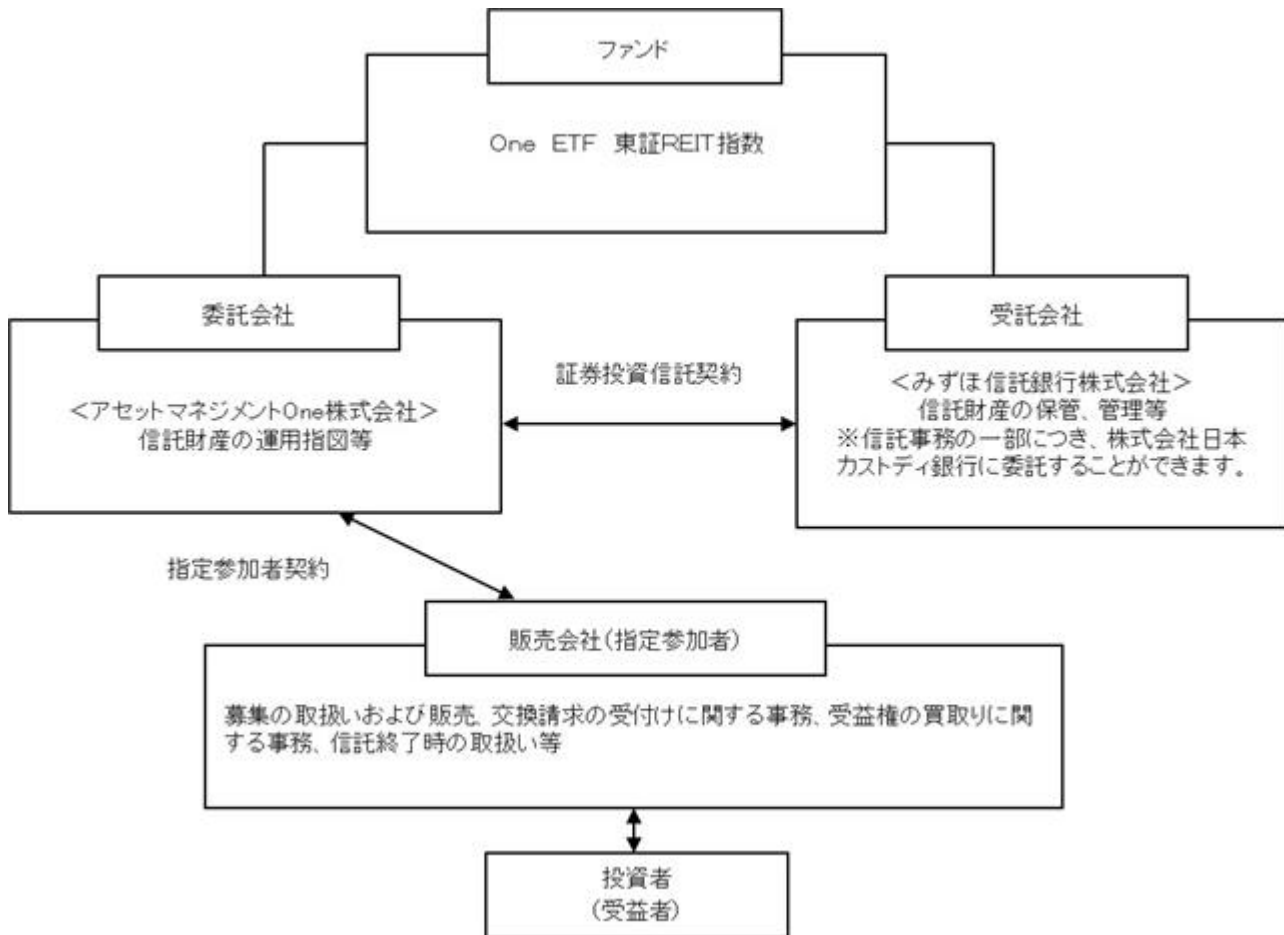 ファンド
One ETF 東証REIT指数
委託会社
<アセットマネジメントOne株式会社>
信託財産の運用指図等
証券投資信託契約
受託会社
<みずほ信託銀行株式会社>
信託財産の保管、管理等
※信託事務の一部につき、株式会社日本
カストディ銀行に委託することができます。
指定参加者契約
販売会社(指定参加者)
募集の取扱いおよび販売、交換請求の受付けに関する事務、受益権の買取りに関
する事務、信託終了時の取扱い等
投資者
(受益者)